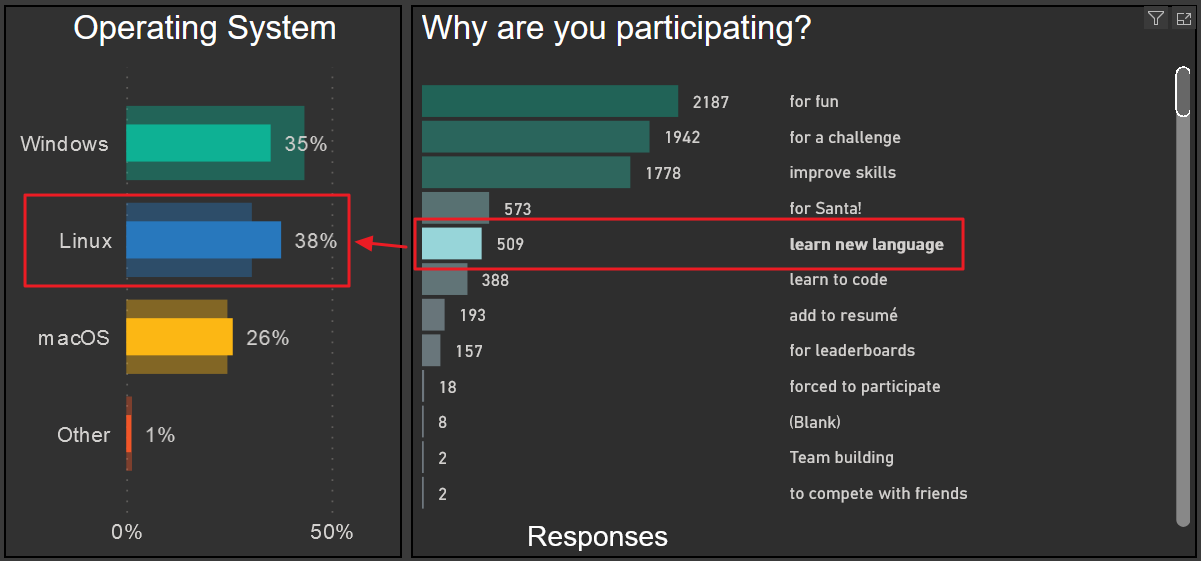 Operating System
Windows 35%
Linux 38%
macOS 26%
Other 1%
0% 50%
Why are you participating?
2187 for fun
1942 for a challenge
1778 improve skills
573 for Santa!
509 learn new language
388 learn to code
193 add to resumé
157 for leaderboards
18 forced to participate
8 (Blank)
2 Team building
2 to compete with friends
Responses